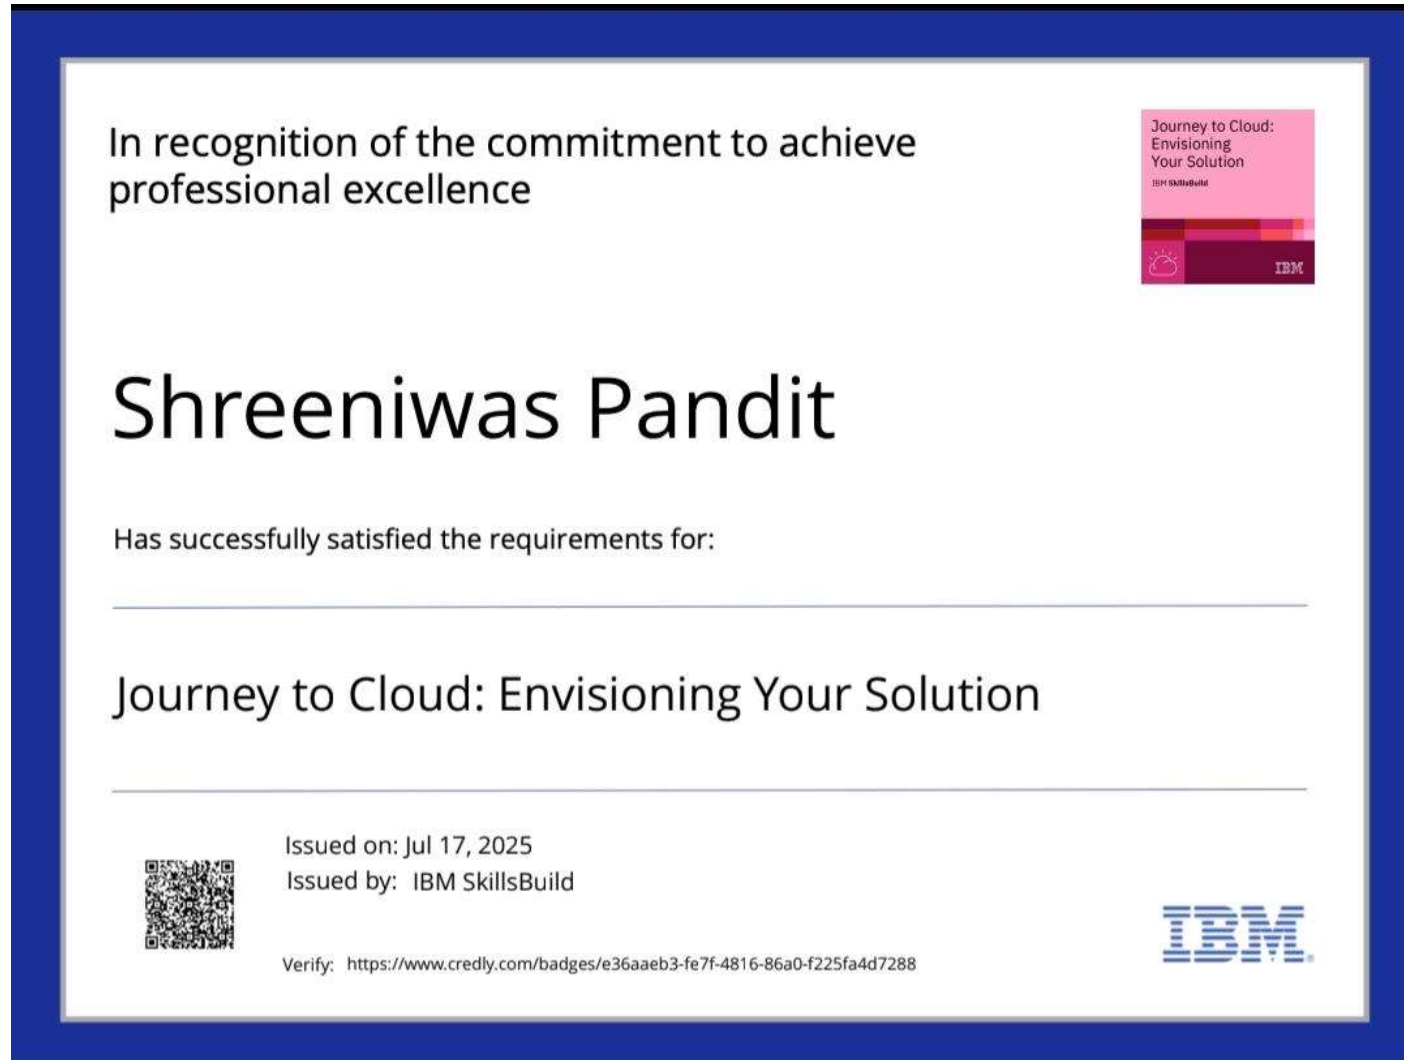 In recognition of the commitment to achieve
professional excellence
Journey to Cloud:
Envisioning
Your Solution
IBM SkillsBuild
IBM
Shreeniwas Pandit
Has successfully satisfied the requirements for:
Journey to Cloud: Envisioning Your Solution
Issued on: Jul 17, 2025
Issued by: IBM SkillsBuild
IBM
Verify: https://www.credly.com/badges/e36aaeb3-fe7f-4816-86a0-f225fa4d7288